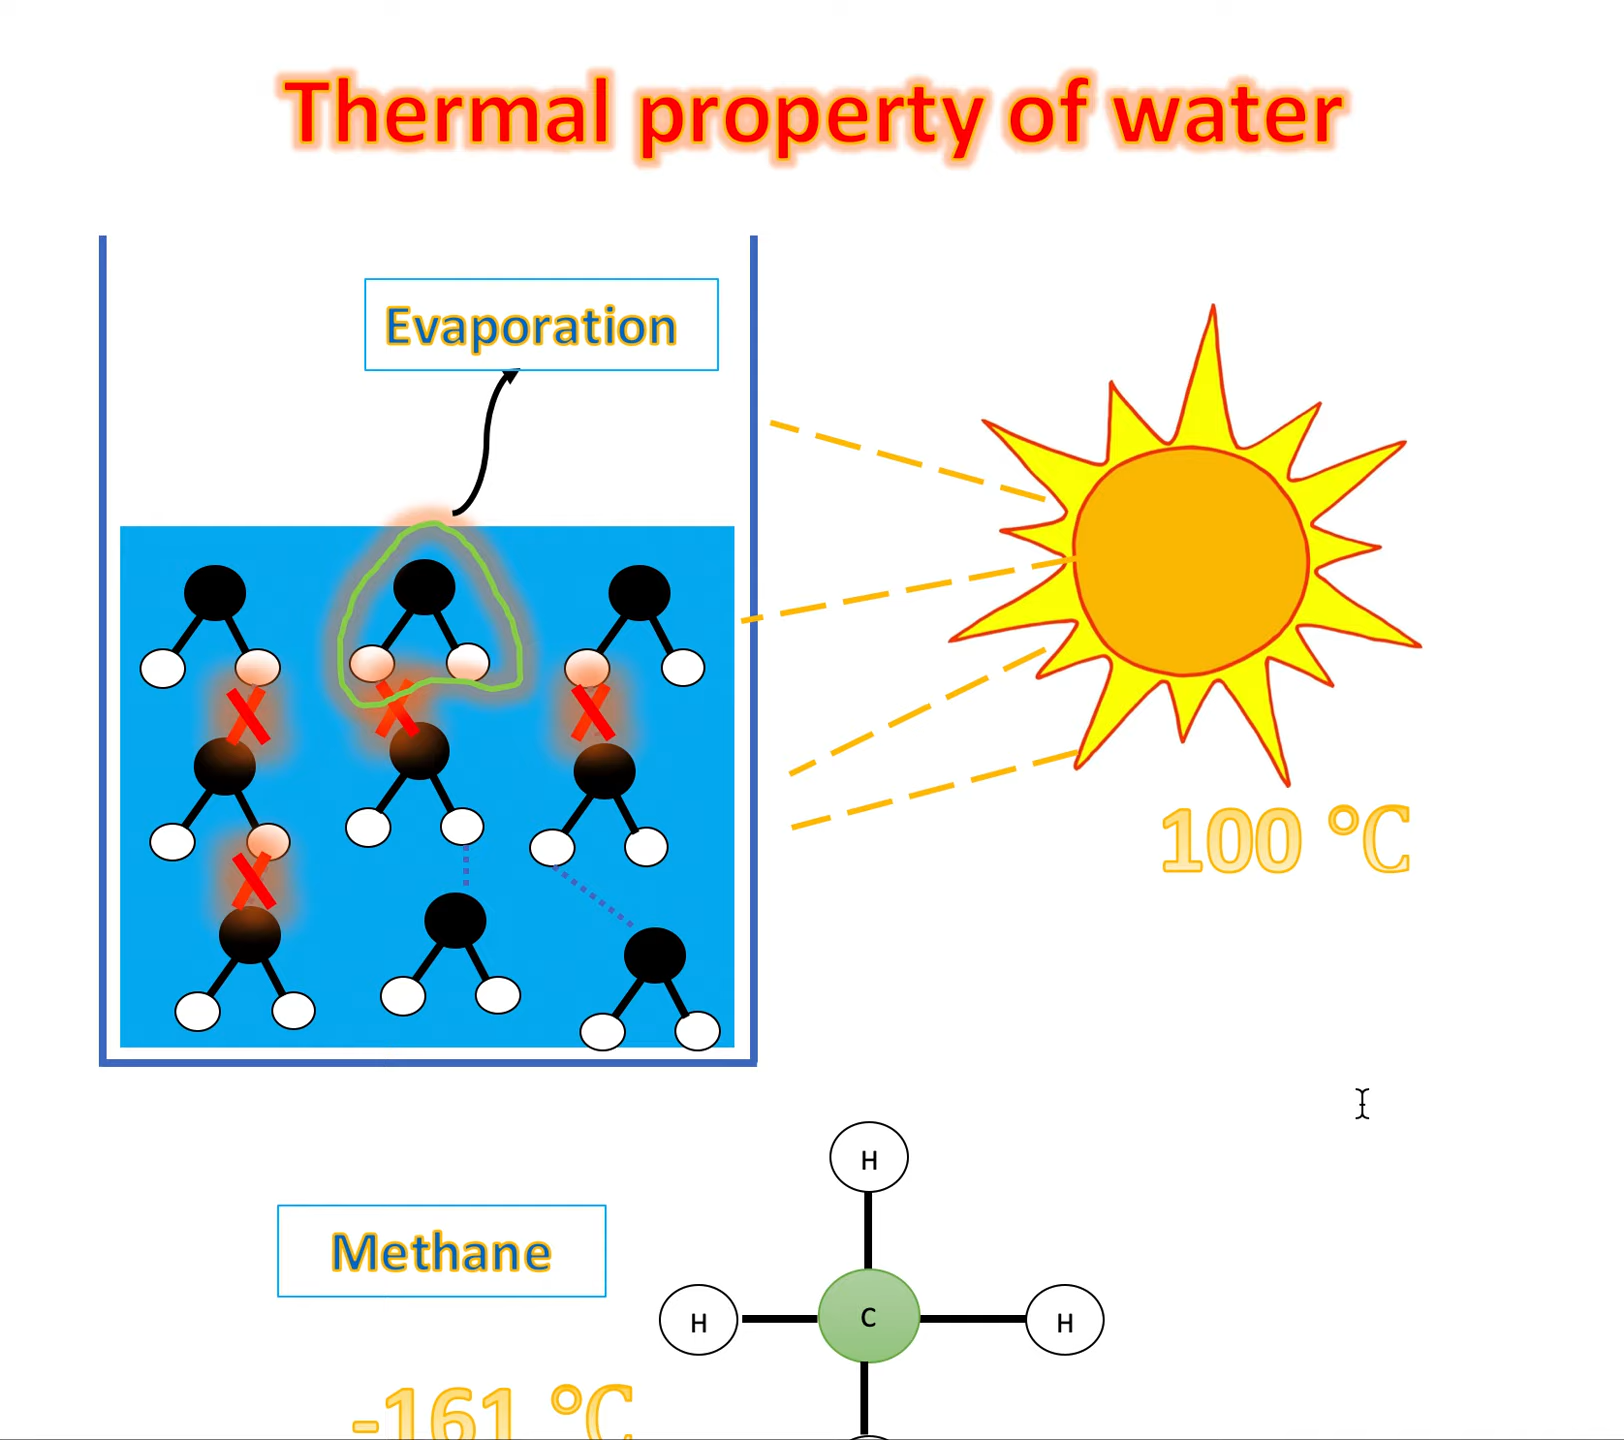 Thermal property of water
Evaporation
100 °C
H
Methane
H
C
H
-161 °C